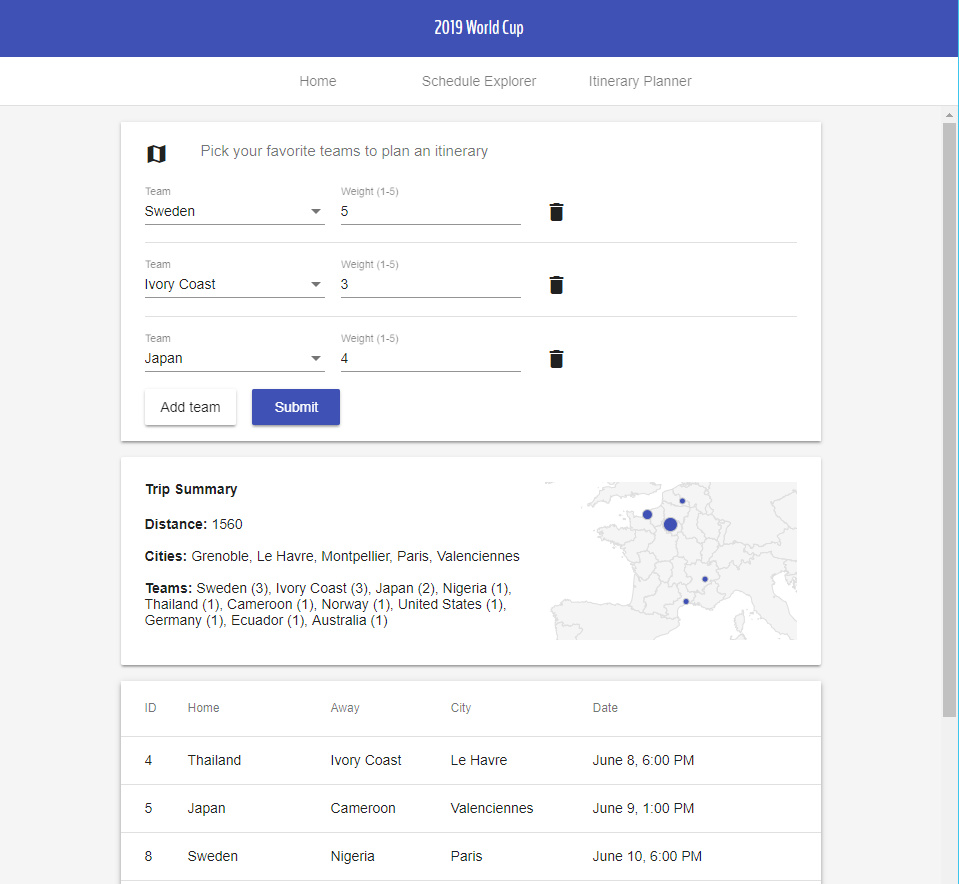 2019 World Cup
Home Schedule Explorer Itinerary Planner
Pick your favorite teams to plan an itinerary
Team Weight (1-5)
Sweden 5
Team Weight (1-5)
Ivory Coast 3
Team Weight (1-5)
Japan 4
Add team Submit
Trip Summary
Distance: 1560
Cities: Grenoble, Le Havre, Montpellier, Paris, Valenciennes
Teams: Sweden (3), Ivory Coast (3), Japan (2), Nigeria (1),
Thailand (1), Cameroon (1), Norway (1), United States (1),
Germany (1), Ecuador (1), Australia (1)
ID Home Away City Date
4 Thailand Ivory Coast Le Havre June 8, 6:00 PM
5 Japan Cameroon Valenciennes June 9, 1:00 PM
8 Sweden Nigeria Paris June 10, 6:00 PM